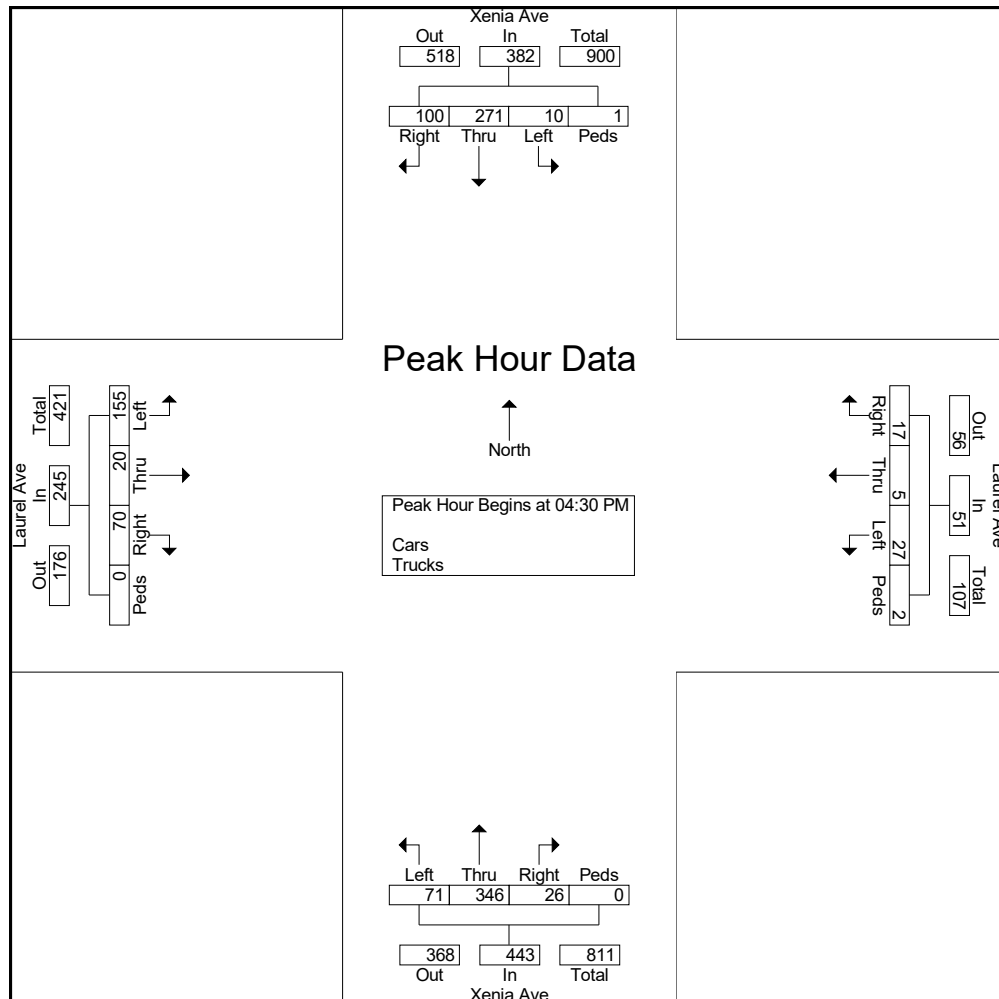 Xenia Ave
Out In Total
518 382 900
100 271 10 1
Right Thru Left Peds
Peak Hour Data
North
Peak Hour Begins at 04:30 PM
Cars
Trucks
Laurel Ave
Out In Total
176 245 421
155 20 70 0
Left Thru Right Peds
Laurel Ave
Out In Total
56 51 107
17 5 27 2
Right Thru Left Peds
Left Thru Right Peds
71 346 26 0
368 443 811
Out In Total
Xenia Ave